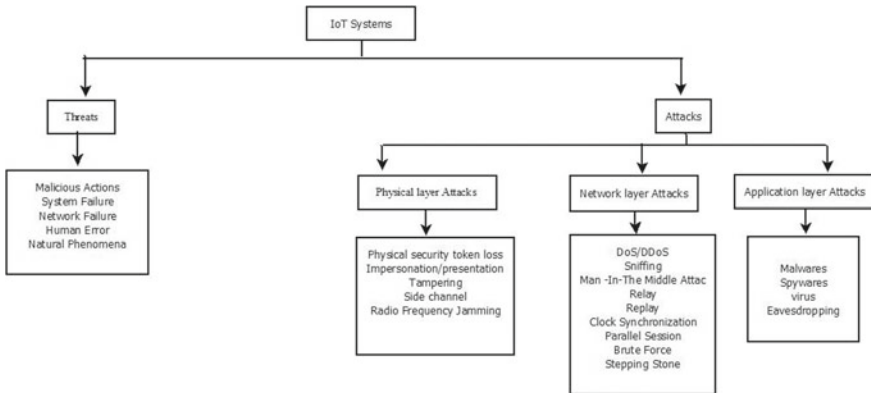 IoT Systems
Threats
Attacks
Malicious Actions
System Failure
Network Failure
Human Error
Natural Phenomena
Physical layer Attacks
Network layer Attacks
Application layer Attacks
Physical security token loss
Impersonation/presentation
Tampering
Side channel
Radio Frequency Jamming
DoS/DDoS
Sniffing
Man -In-The Middle Attac
Relay
Replay
Clock Synchronization
Parallel Session
Brute Force
Stepping Stone
Malwares
Spywares
virus
Eavesdropping